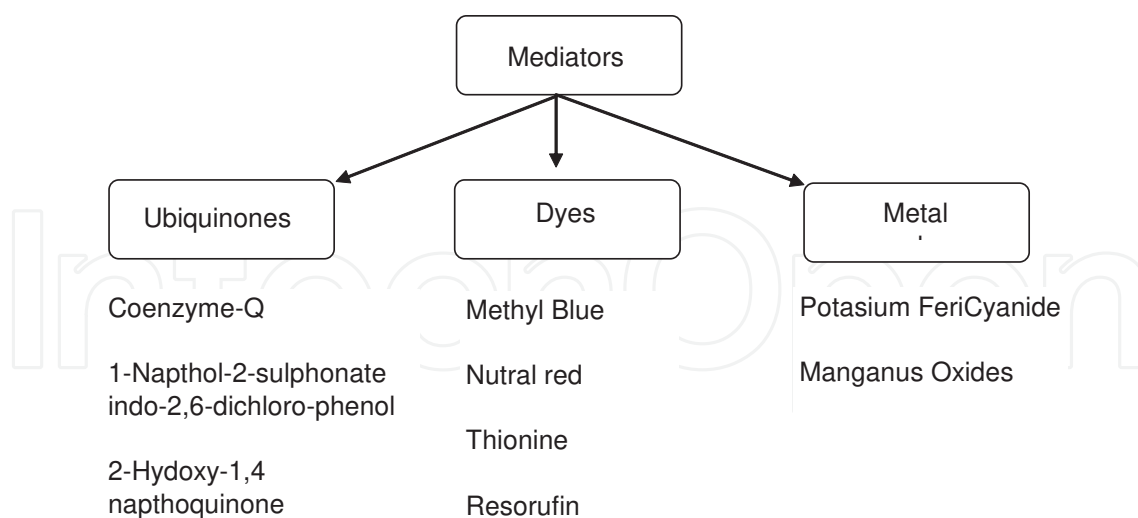 Mediators
Ubiquinones
Dyes
Metal
Coenzyme-Q
1-Napthol-2-sulphonate
indo-2,6-dichloro-phenol
2-Hydoxy-1,4
napthoquinone
Methyl Blue
Nutral red
Thionine
Resorufin
Potasium FeriCyanide
Manganus Oxides